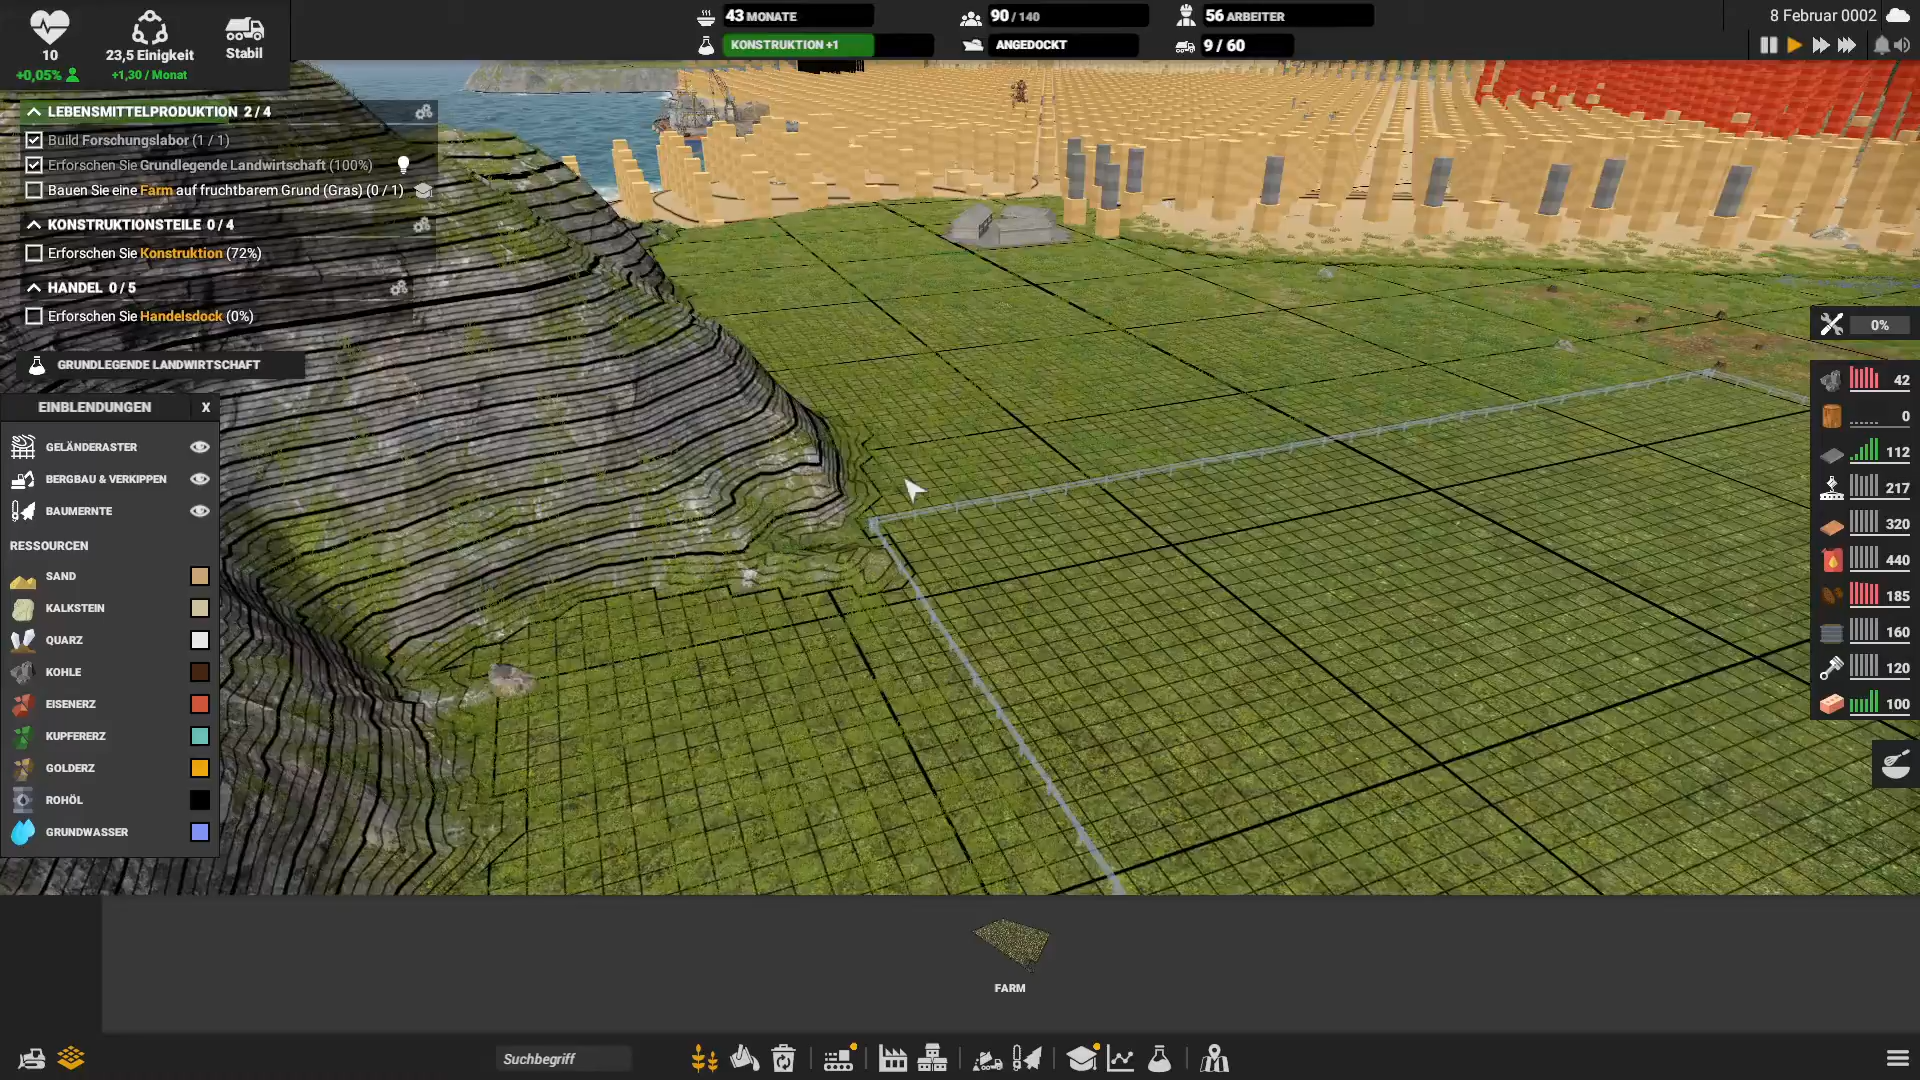 43 MONATE
90 / 140
56 ARBEITER
8 Februar 0002
10
23,5 Einigkeit
Stabil
KONSTRUKTION +1
ANGEDOCKT
9 / 60
+0,05%
+1,30 / Monat
LEBENSMITTELPRODUKTION 2 / 4
Build Forschungslabor (1 / 1)
Erforschen Sie Grundlegende Landwirtschaft (100%)
Bauen Sie eine Farm auf fruchtbarem Grund (Gras) (0 / 1)
KONSTRUKTIONSTEILE 0 / 4
Erforschen Sie Konstruktion (72%)
HANDEL 0 / 5
Erforschen Sie Handelsdock (0%)
GRUNDLEGENDE LANDWIRTSCHAFT
EINBLENDUNGEN X
GELÄNDERASTER
BERGBAU & VERKIPPEN
BAUMERNTE
RESSOURCEN
SAND
KALKSTEIN
QUARZ
KOHLE
EISENERZ
KUPFERERZ
GOLDERZ
ROHÖL
GRUNDWASSER
0%
42
0
112
217
320
440
185
160
120
100
FARM
Suchbegriff